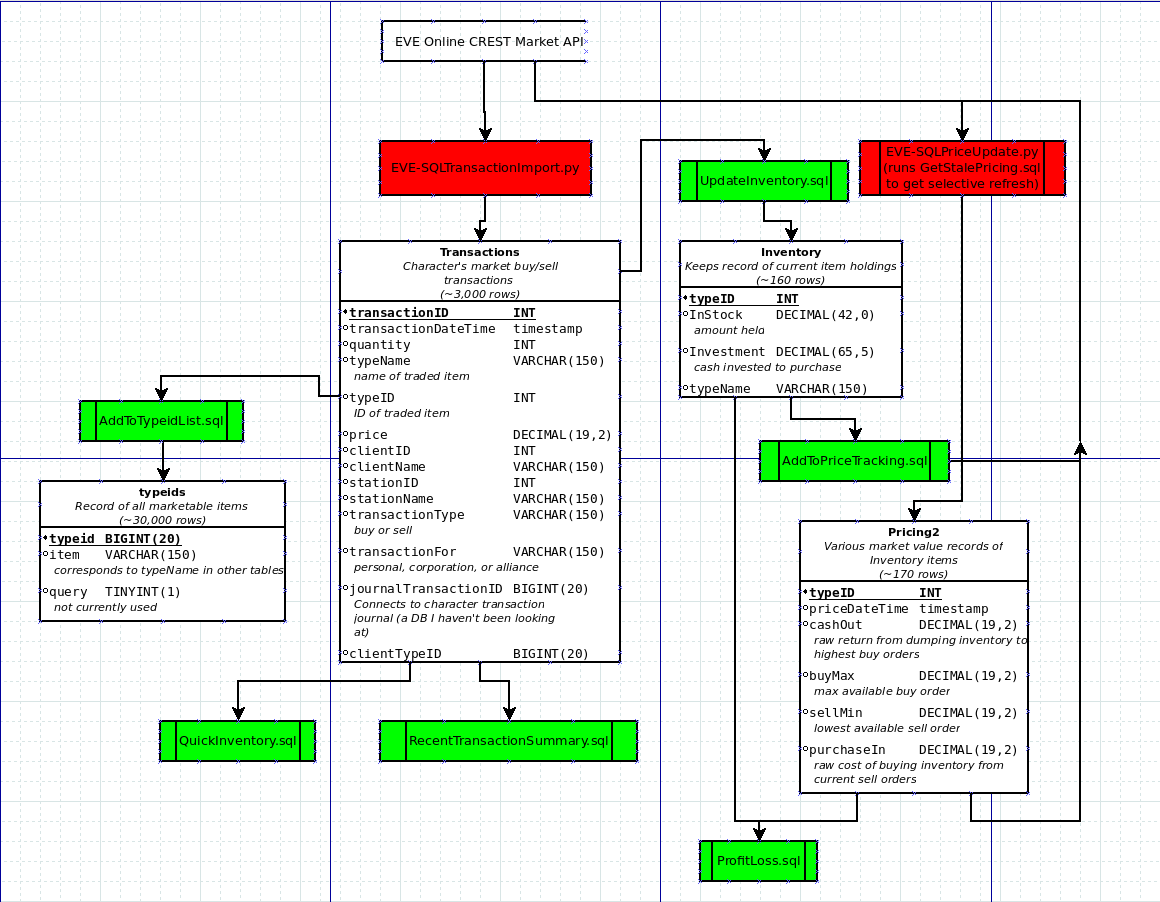 EVE Online CREST Market API
EVE-SQLTransactionImport.py
UpdateInventory.sql
EVE-SQLPriceUpdate.py
(runs GetStalePricing.sql
to get selective refresh)
Transactions
Character's market buy/sell
transactions
(~3,000 rows)
transactionID INT
transactionDateTime timestamp
quantity INT
typeName VARCHAR(150)
name of traded item
typeID INT
ID of traded item
price DECIMAL(19,2)
clientID INT
clientName VARCHAR(150)
stationID INT
stationName VARCHAR(150)
transactionType VARCHAR(150)
buy or sell
transactionFor VARCHAR(150)
personal, corporation, or alliance
journalTransactionID BIGINT(20)
Connects to character transaction
journal (a DB I haven't been looking
at)
clientTypeID BIGINT(20)
Inventory
Keeps record of current item holdings
(~160 rows)
typeID INT
InStock DECIMAL(42,0)
amount held
Investment DECIMAL(65,5)
cash invested to purchase
typeName VARCHAR(150)
AddToTypeidList.sql
AddToPriceTracking.sql
typeids
Record of all marketable items
(~30,000 rows)
typeid BIGINT(20)
item VARCHAR(150)
corresponds to typeName in other tables
query TINYINT(1)
not currently used
Pricing2
Various market value records of
Inventory items
(~170 rows)
typeID INT
priceDateTime timestamp
cashOut DECIMAL(19,2)
raw return from dumping inventory to
highest buy orders
buyMax DECIMAL(19,2)
max available buy order
sellMin DECIMAL(19,2)
lowest available sell order
purchaseIn DECIMAL(19,2)
raw cost of buying inventory from
current sell orders
QuickInventory.sql
RecentTransactionSummary.sql
ProfitLoss.sql